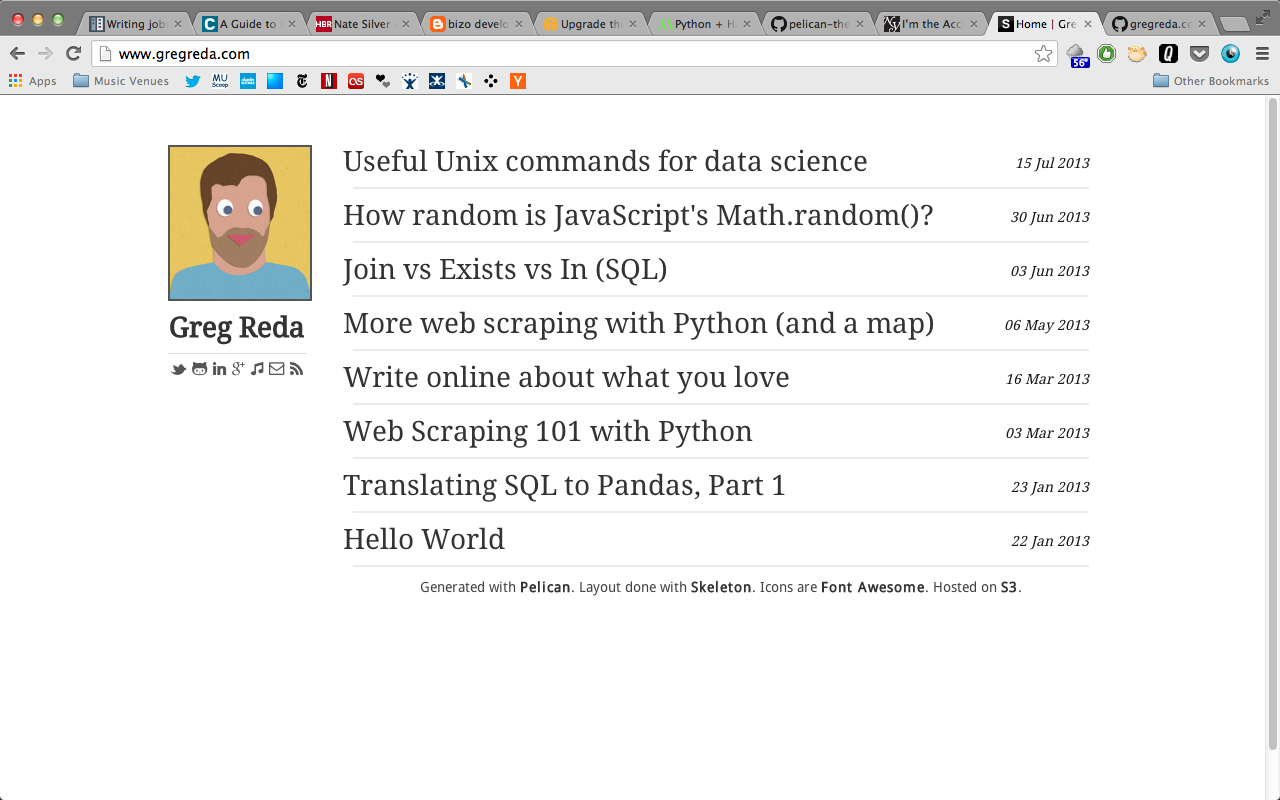 Writing job
A Guide to
HBR Nate Silver
bizo develo
Upgrade the
Python + H
pelican-the
I'm the Acc
S Home | Gre
gregreda.co
www.gregreda.com
56°
Apps
Music Venues
MU Scoop
Other Bookmarks
Useful Unix commands for data science 15 Jul 2013
How random is JavaScript's Math.random()? 30 Jun 2013
Join vs Exists vs In (SQL) 03 Jun 2013
More web scraping with Python (and a map) 06 May 2013
Write online about what you love 16 Mar 2013
Web Scraping 101 with Python 03 Mar 2013
Translating SQL to Pandas, Part 1 23 Jan 2013
Hello World 22 Jan 2013
Greg Reda
Generated with Pelican. Layout done with Skeleton. Icons are Font Awesome. Hosted on S3.